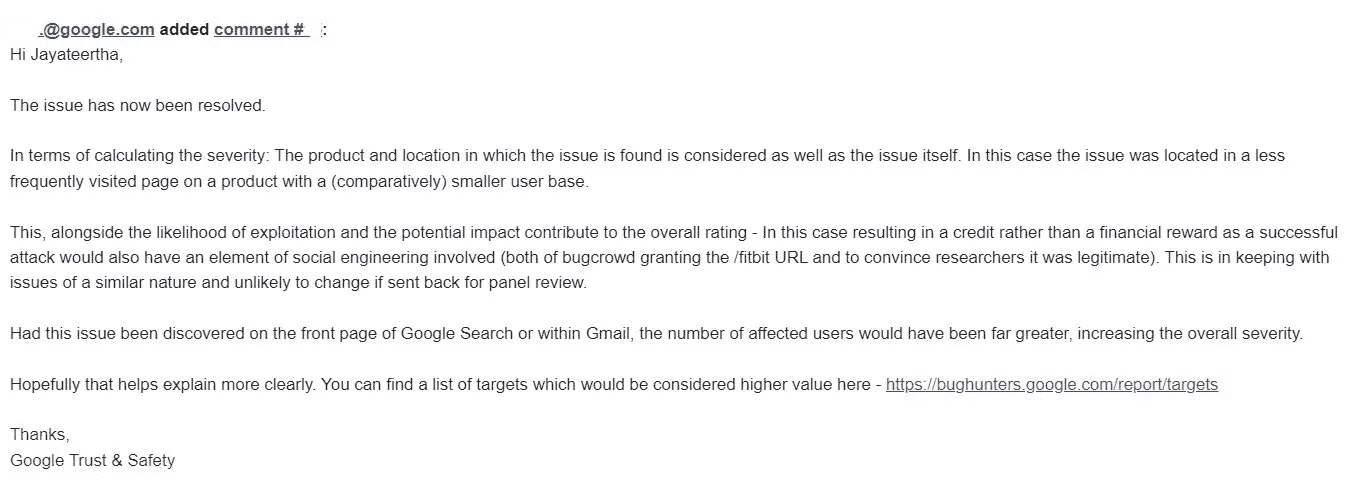 .@google.com added comment # :
Hi Jayateertha,
The issue has now been resolved.
In terms of calculating the severity: The product and location in which the issue is found is considered as well as the issue itself. In this case the issue was located in a less
frequently visited page on a product with a (comparatively) smaller user base.
This, alongside the likelihood of exploitation and the potential impact contribute to the overall rating - In this case resulting in a credit rather than a financial reward as a successful
attack would also have an element of social engineering involved (both of bugcrowd granting the /fitbit URL and to convince researchers it was legitimate). This is in keeping with
issues of a similar nature and unlikely to change if sent back for panel review.
Had this issue been discovered on the front page of Google Search or within Gmail, the number of affected users would have been far greater, increasing the overall severity.
Hopefully that helps explain more clearly. You can find a list of targets which would be considered higher value here - https://bughunters.google.com/report/targets
Thanks,
Google Trust & Safety